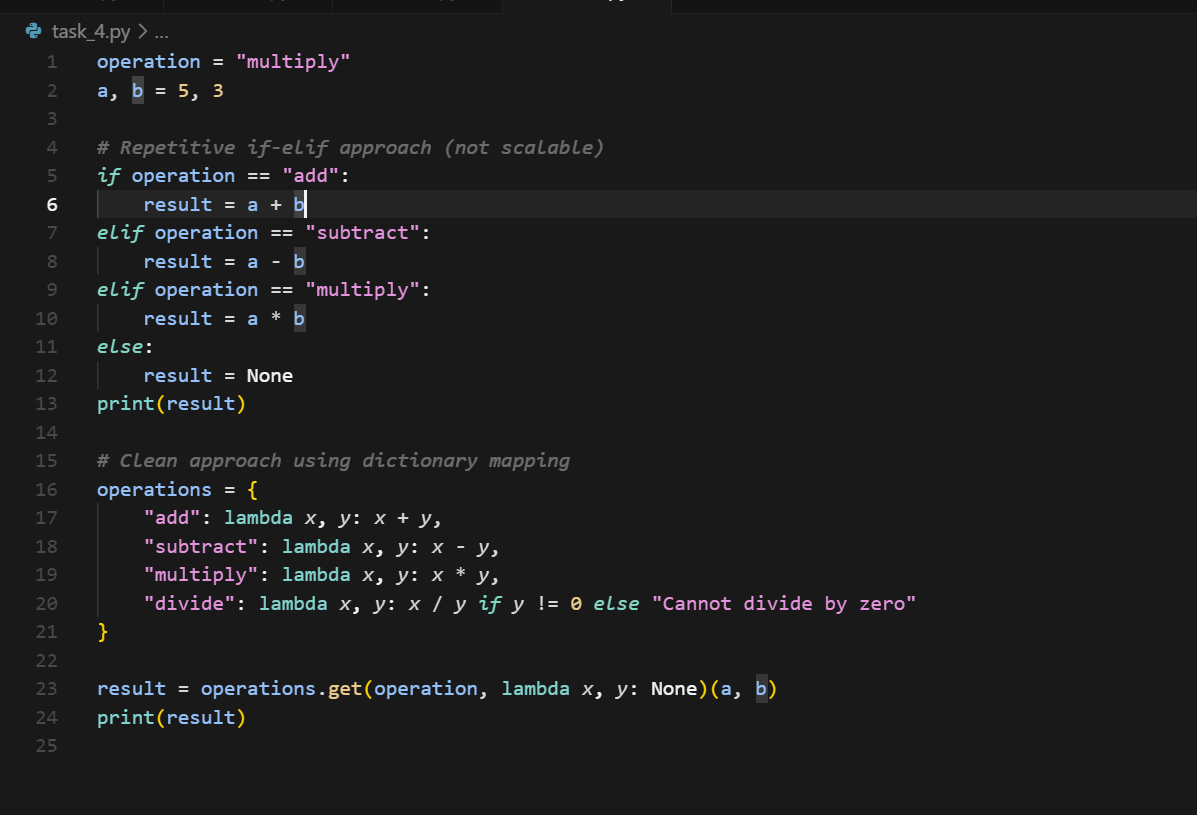 task_4.py > ...
1 operation = "multiply"
2 a, b = 5, 3
3
4 # Repetitive if-elif approach (not scalable)
5 if operation == "add":
6     result = a + b
7 elif operation == "subtract":
8     result = a - b
9 elif operation == "multiply":
10     result = a * b
11 else:
12     result = None
13 print(result)
14
15 # Clean approach using dictionary mapping
16 operations = {
17     "add": lambda x, y: x + y,
18     "subtract": lambda x, y: x - y,
19     "multiply": lambda x, y: x * y,
20     "divide": lambda x, y: x / y if y != 0 else "Cannot divide by zero"
21 }
22
23 result = operations.get(operation, lambda x, y: None)(a, b)
24 print(result)
25